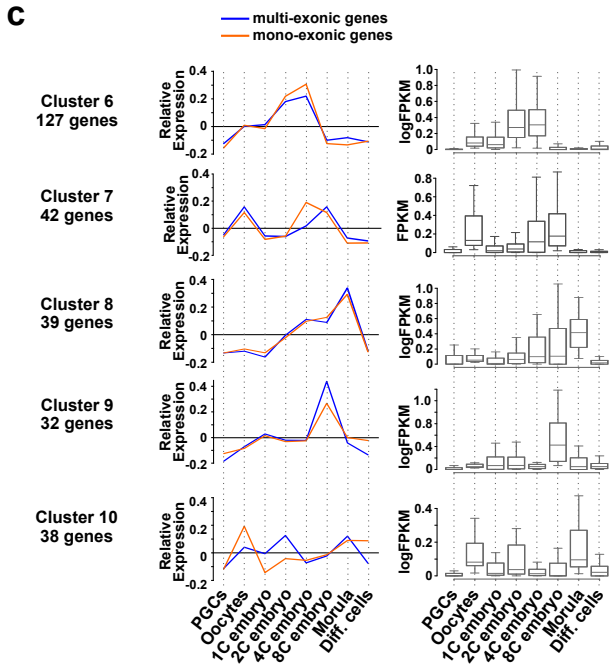 c
multi-exonic genes
mono-exonic genes
Cluster 6
127 genes
Relative
Expression
0.4
0.2
0
-0.2
logFPKM
1.0
0.8
0.6
0.4
0.2
0
Cluster 7
42 genes
Relative
Expression
0.4
0.2
0
-0.2
FPKM
0.8
0.6
0.4
0.2
0
Cluster 8
39 genes
Relative
Expression
0.4
0.2
0
-0.2
logFPKM
1.0
0.8
0.6
0.4
0.2
0
Cluster 9
32 genes
Relative
Expression
0.4
0.2
0
-0.2
logFPKM
1.2
0.8
0.4
0
Cluster 10
38 genes
Relative
Expression
0.4
0.2
0
-0.2
logFPKM
0.4
0.2
0
PGCs
Oocytes
1C embryo
2C embryo
4C embryo
8C embryo
Morula
Diff. cells
PGCs
Oocytes
1C embryo
2C embryo
4C embryo
8C embryo
Morula
Diff. cells